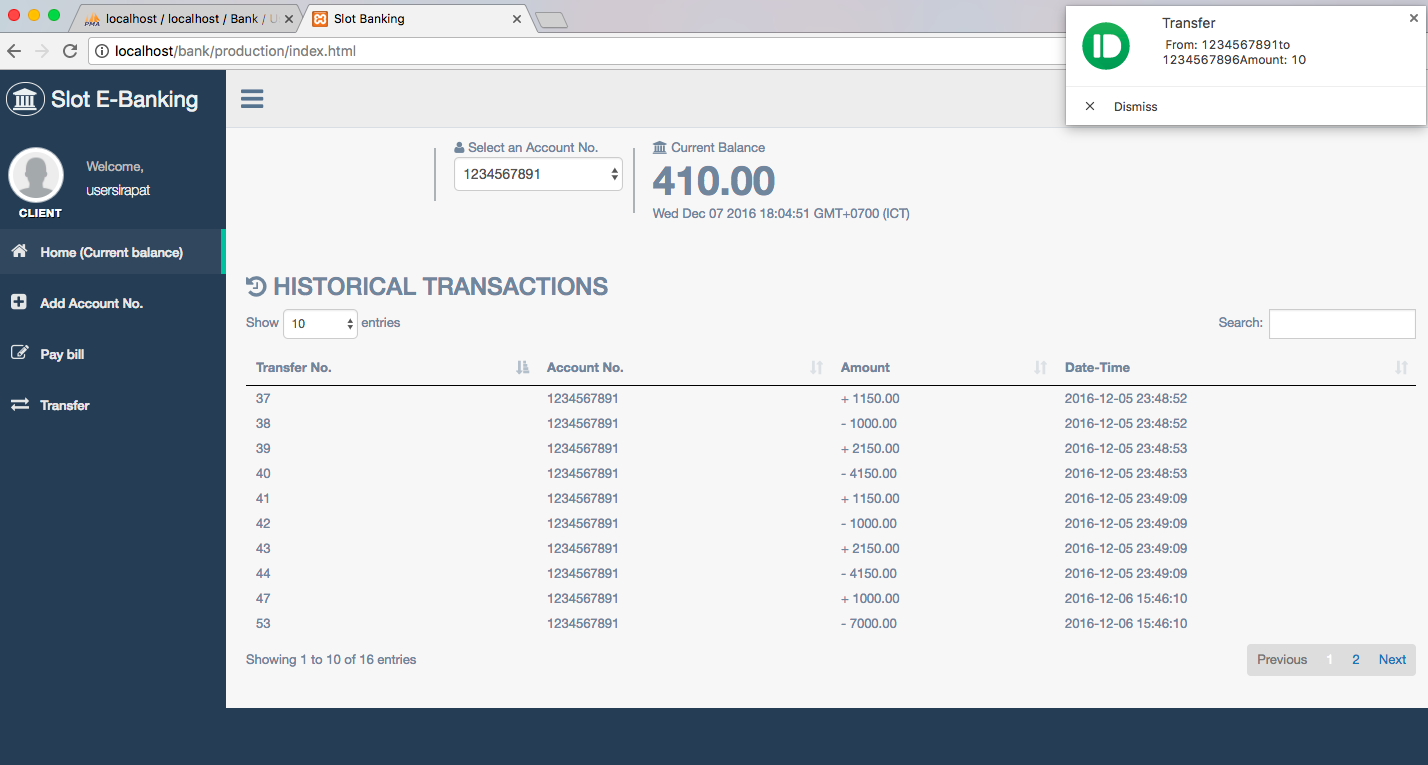 localhost / localhost / Bank / U
Slot Banking
localhost/bank/production/index.html
Transfer
From: 1234567891to
1234567896Amount: 10
Dismiss
Slot E-Banking
Welcome,
usersirapat
CLIENT
Home (Current balance)
Add Account No.
Pay bill
Transfer
Select an Account No.
1234567891
Current Balance
410.00
Wed Dec 07 2016 18:04:51 GMT+0700 (ICT)
HISTORICAL TRANSACTIONS
Show 10 entries
Search:
Transfer No. Account No. Amount Date-Time
37 1234567891 + 1150.00 2016-12-05 23:48:52
38 1234567891 - 1000.00 2016-12-05 23:48:52
39 1234567891 + 2150.00 2016-12-05 23:48:53
40 1234567891 - 4150.00 2016-12-05 23:48:53
41 1234567891 + 1150.00 2016-12-05 23:49:09
42 1234567891 - 1000.00 2016-12-05 23:49:09
43 1234567891 + 2150.00 2016-12-05 23:49:09
44 1234567891 - 4150.00 2016-12-05 23:49:09
47 1234567891 + 1000.00 2016-12-06 15:46:10
53 1234567891 - 7000.00 2016-12-06 15:46:10
Showing 1 to 10 of 16 entries
Previous 1 2 Next